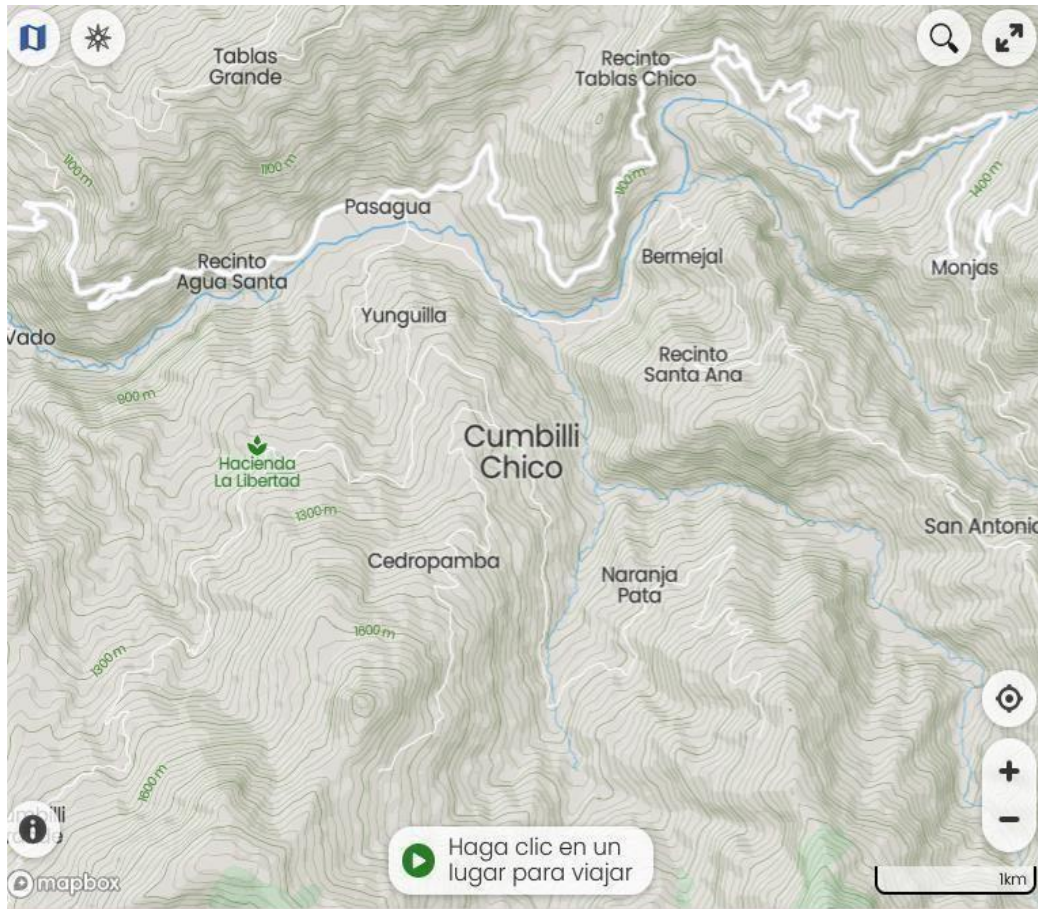 Tablas
Grande
Recinto
Tablas Chico
1100 m
1100 m
1100 m
1400 m
Pasagua
Bermejal
Recinto
Agua Santa
Monjas
Yunguilla
Vado
Recinto
Santa Ana
900 m
Cumbilli
Chico
Hacienda
La Libertad
1300 m
San Antonio
Cedropamba
Naranja
Pata
1600 m
1300 m
1600 m
Haga clic en un
lugar para viajar
mapbox
1km